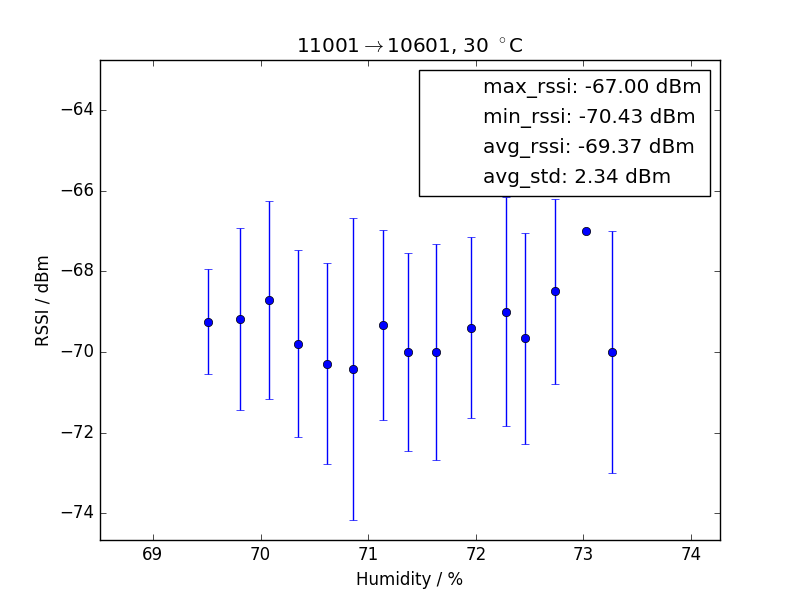 11001→10601, 30 °C
max_rssi: -67.00 dBm
min_rssi: -70.43 dBm
avg_rssi: -69.37 dBm
avg_std: 2.34 dBm
RSSI / dBm
−64
−66
−68
−70
−72
−74
69 70 71 72 73 74
Humidity / %